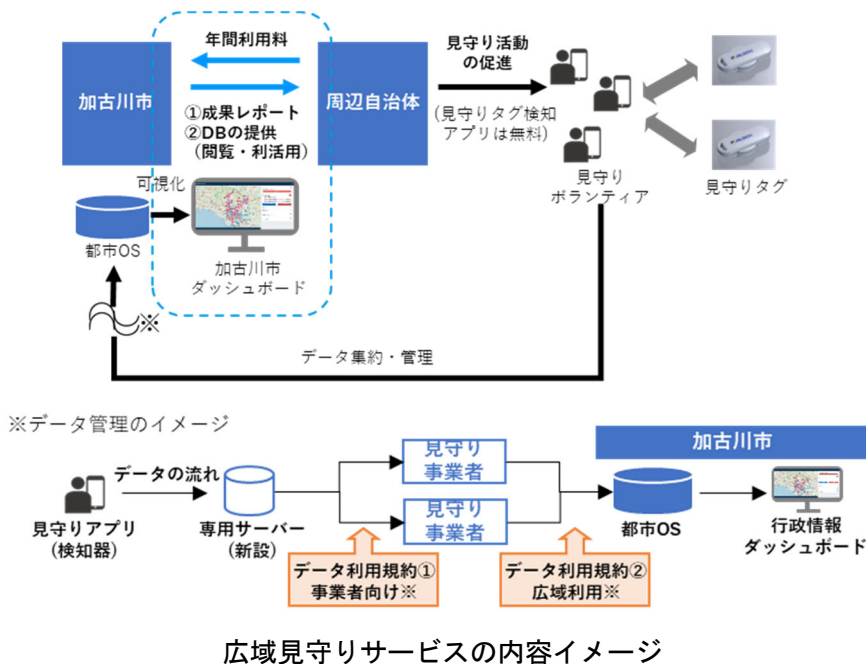 年間利用料
加古川市
周辺自治体
①成果レポート
②DBの提供
(閲覧・利活用)
見守り活動
の促進
(見守りタグ検知
アプリは無料)
見守り
ボランティア
見守りタグ
可視化
都市OS
加古川市
ダッシュボード
※
データ集約・管理
※データ管理のイメージ
加古川市
データの流れ
見守りアプリ
(検知器)
専用サーバー
(新設)
見守り
事業者
見守り
事業者
都市OS
行政情報
ダッシュボード
データ利用規約①
事業者向け※
データ利用規約②
広域利用※
広域見守りサービスの内容イメージ